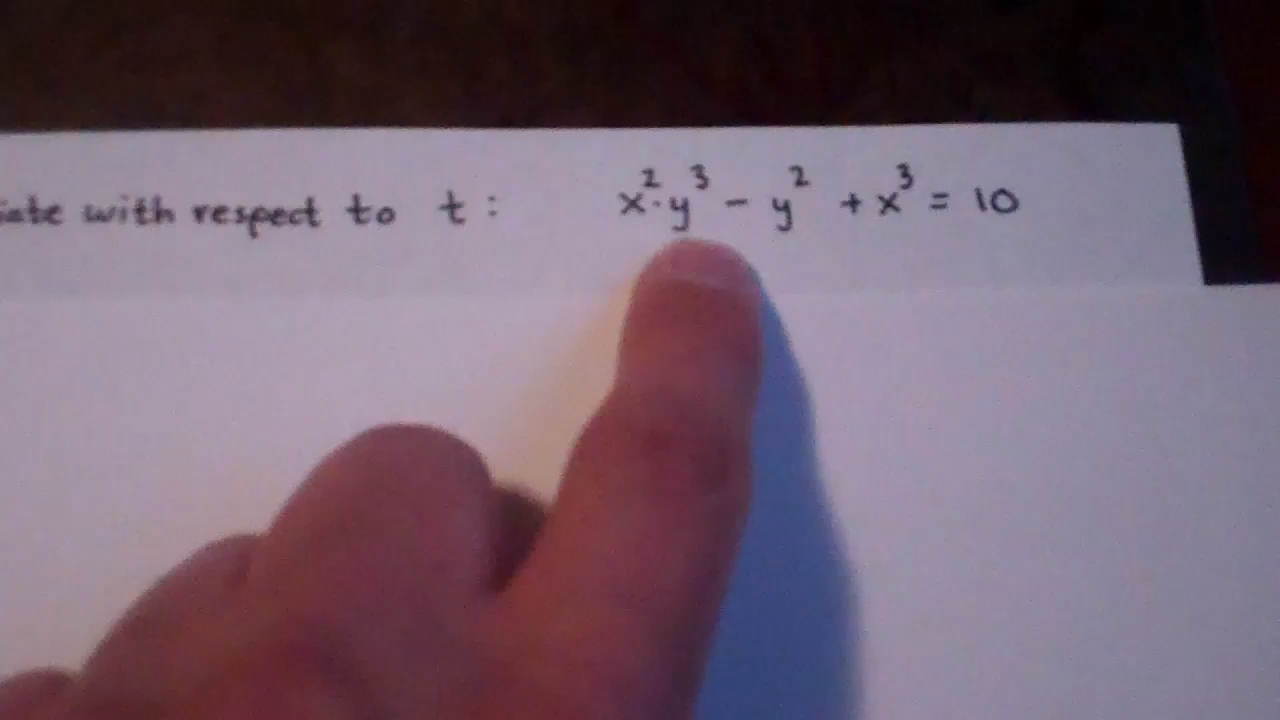 with respect to t: x²·y³ - y² + x³ = 10